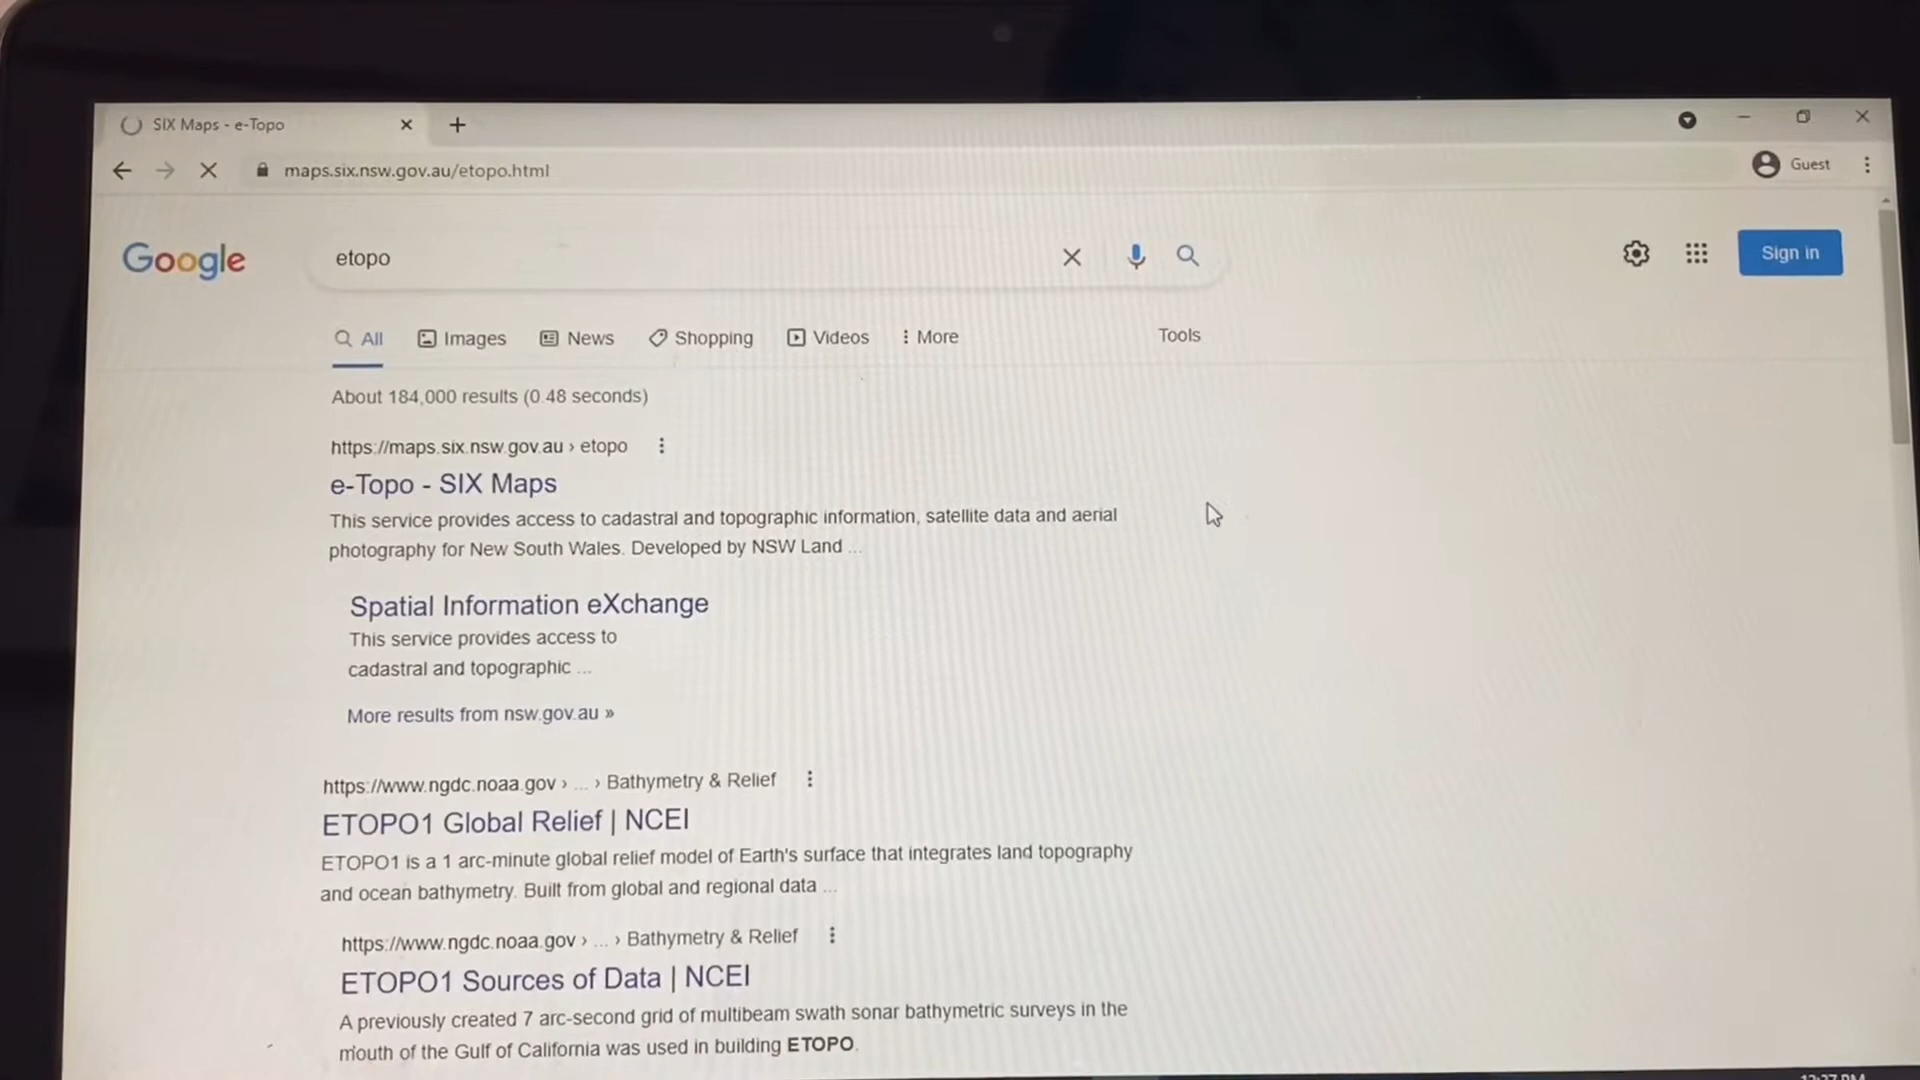 SIX Maps - e-Topo
maps.six.nsw.gov.au/etopo.html
Guest
Google
etopo
Sign in
All
Images
News
Shopping
Videos
More
Tools
About 184,000 results (0.48 seconds)
https://maps.six.nsw.gov.au › etopo
e-Topo - SIX Maps
This service provides access to cadastral and topographic information, satellite data and aerial
photography for New South Wales. Developed by NSW Land ...
Spatial Information eXchange
This service provides access to
cadastral and topographic ...
More results from nsw.gov.au »
https://www.ngdc.noaa.gov › ... › Bathymetry & Relief
ETOPO1 Global Relief | NCEI
ETOPO1 is a 1 arc-minute global relief model of Earth's surface that integrates land topography
and ocean bathymetry. Built from global and regional data ...
https://www.ngdc.noaa.gov › ... › Bathymetry & Relief
ETOPO1 Sources of Data | NCEI
A previously created 7 arc-second grid of multibeam swath sonar bathymetric surveys in the
mouth of the Gulf of California was used in building ETOPO.